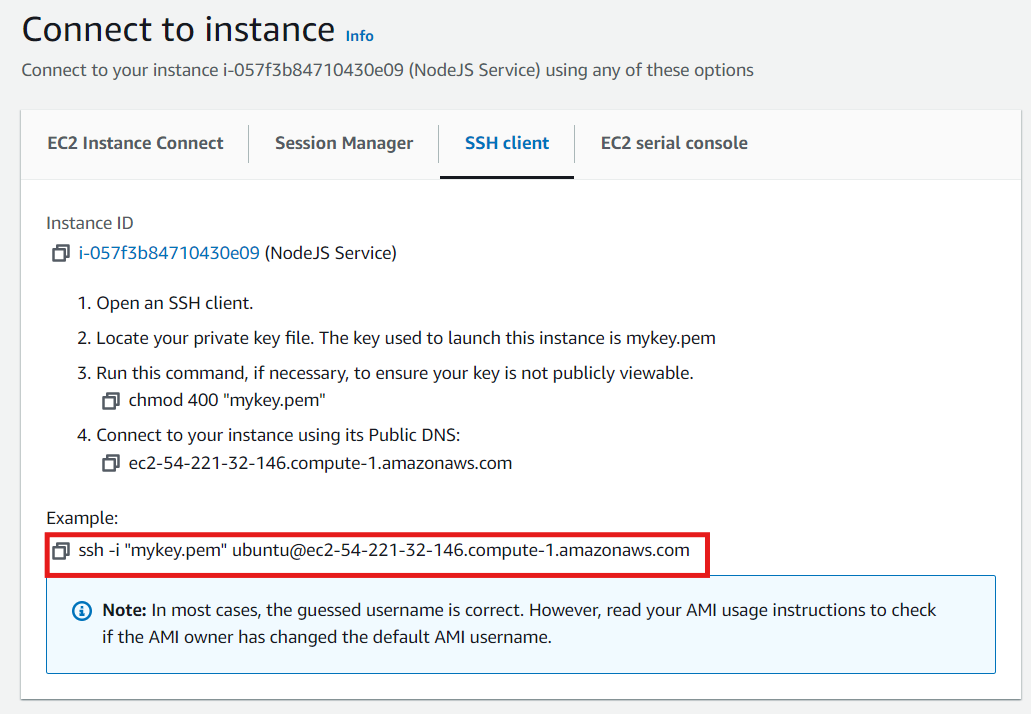 Connect to instance Info
Connect to your instance i-057f3b84710430e09 (NodeJS Service) using any of these options
EC2 Instance Connect
Session Manager
SSH client
EC2 serial console
Instance ID
i-057f3b84710430e09 (NodeJS Service)
1. Open an SSH client.
2. Locate your private key file. The key used to launch this instance is mykey.pem
3. Run this command, if necessary, to ensure your key is not publicly viewable.
chmod 400 "mykey.pem"
4. Connect to your instance using its Public DNS:
ec2-54-221-32-146.compute-1.amazonaws.com
Example:
ssh -i "mykey.pem" ubuntu@ec2-54-221-32-146.compute-1.amazonaws.com
Note: In most cases, the guessed username is correct. However, read your AMI usage instructions to check
if the AMI owner has changed the default AMI username.